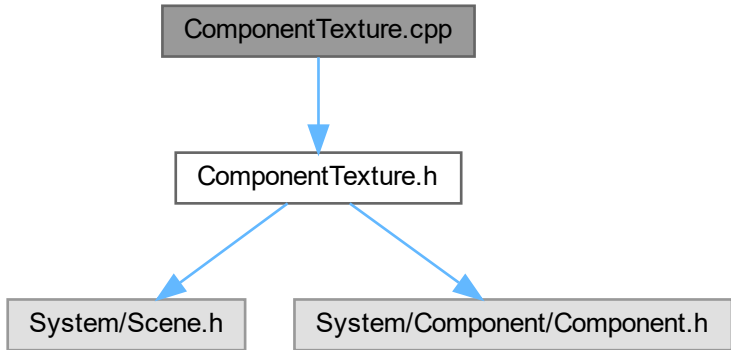 ComponentTexture.cpp
ComponentTexture.h
System/Scene.h
System/Component/Component.h